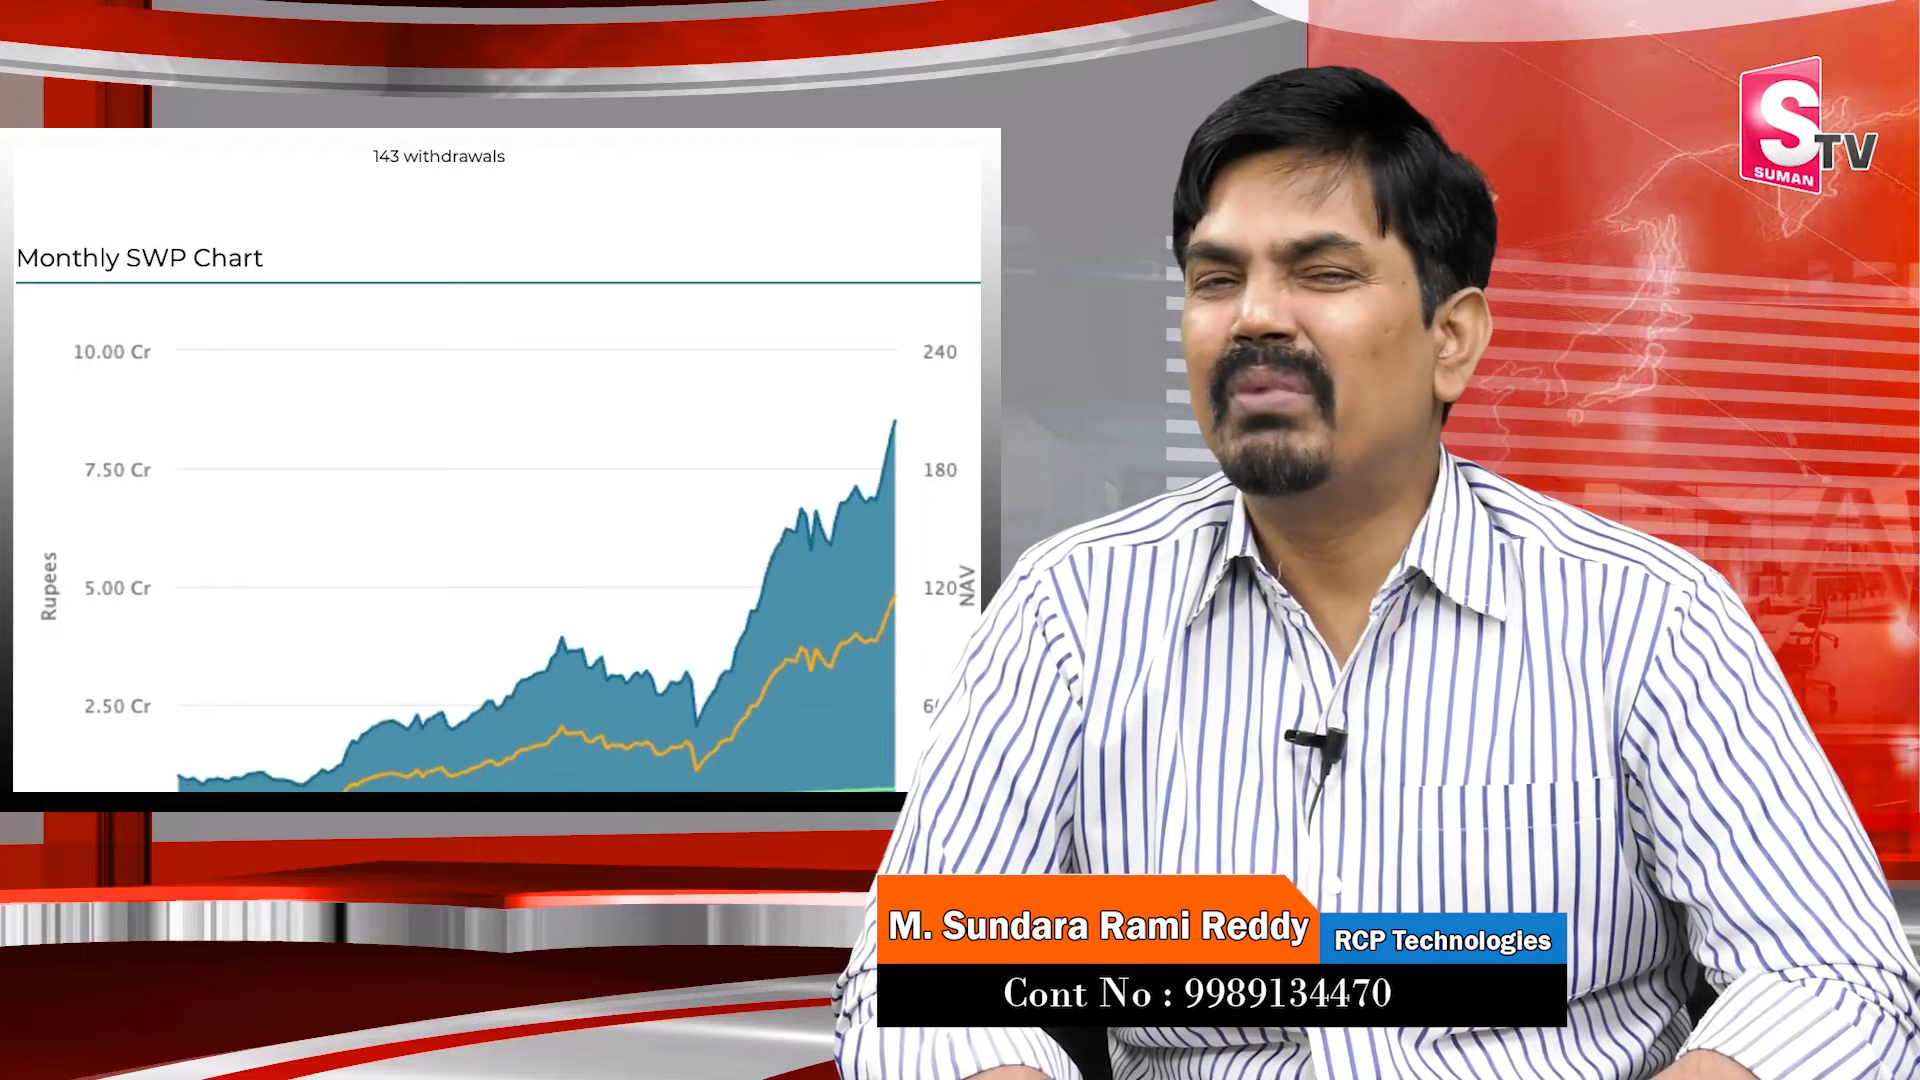 143 withdrawals
Monthly SWP Chart
10.00 Cr
7.50 Cr
5.00 Cr
2.50 Cr
Rupees
240
180
120
NAV
S
TV
SUMAN
M. Sundara Rami Reddy
RCP Technologies
Cont No : 9989134470